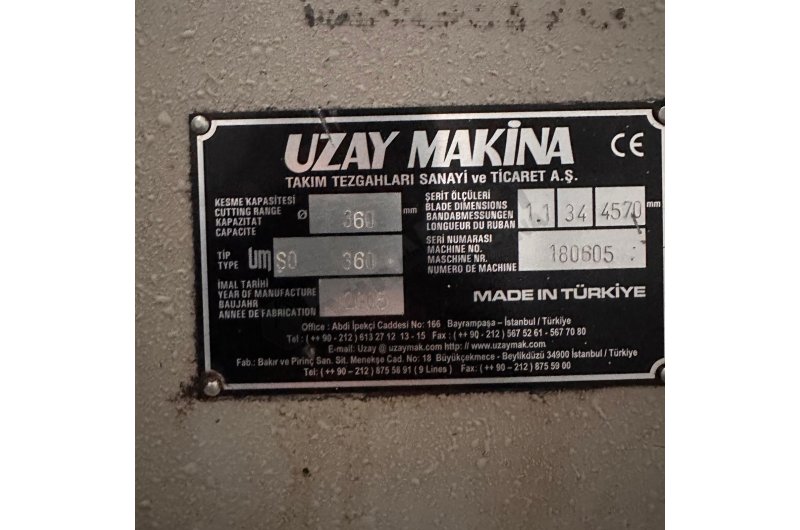 UZAY MAKİNA CE
TAKIM TEZGAHLARI SANAYİ ve TİCARET A.Ş.
KESME KAPASİTESİ
CUTTING RANGE
KAPAZITAT
CAPACITE
Ø 360 mm
ŞERİT ÖLÇÜLERİ
BLADE DIMENSIONS
BANDABMESSUNGEN
LONGUEUR DU RUBAN
1.1 34 4570 mm
TİP
TYPE
um ŞO 360
SERİ NUMARASI
MACHINE NO.
MASCHINE NR.
NUMERO DE MACHINE
180605
İMAL TARİHİ
YEAR OF MANUFACTURE
BAUJAHR
ANNEE DE FABRICATION
2005
MADE IN TÜRKİYE
Office : Abdi İpekçi Caddesi No: 166 Bayrampaşa - İstanbul / Türkiye
Tel : (++ 90 - 212 ) 613 27 12 13 - 15 Fax : (++ 90 - 212 ) 567 52 61 - 567 70 80
E-mail: Uzay @ uzaymak.com http: // www.uzaymak.com
Fab.: Bakır ve Pirinç San. Sit. Menekşe Cad. No: 18 Büyükçekmece - Beylikdüzü 34900 İstanbul / Türkiye
Tel.: (++ 90 - 212 ) 875 58 91 ( 9 Lines ) Fax: (++ 90 - 212 ) 875 59 00